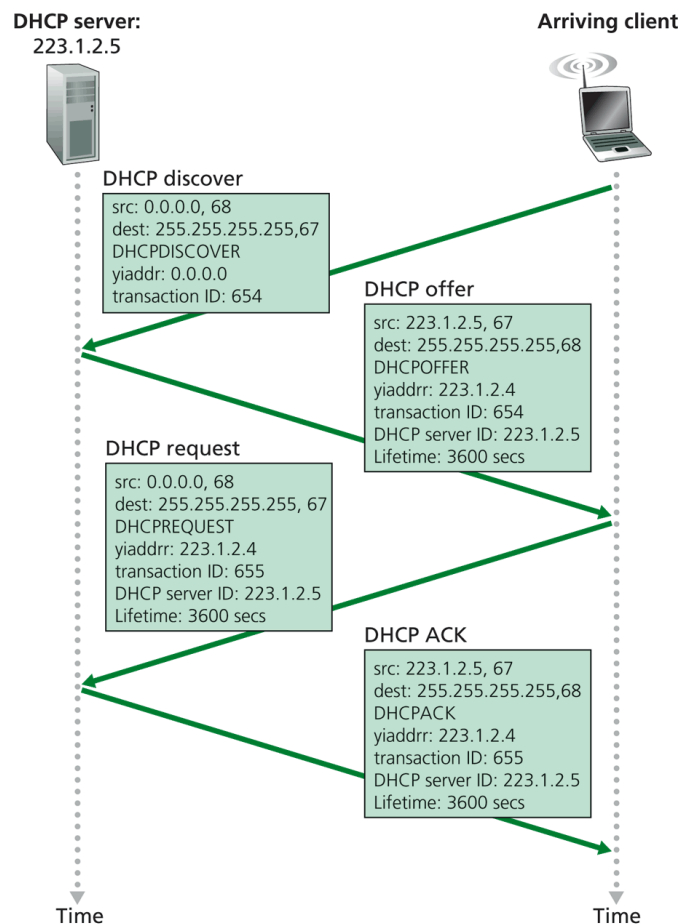 DHCP server:
223.1.2.5
Arriving client
DHCP discover
src: 0.0.0.0, 68
dest: 255.255.255.255,67
DHCPDISCOVER
yiaddr: 0.0.0.0
transaction ID: 654
DHCP offer
src: 223.1.2.5, 67
dest: 255.255.255.255,68
DHCPOFFER
yiaddrr: 223.1.2.4
transaction ID: 654
DHCP server ID: 223.1.2.5
Lifetime: 3600 secs
DHCP request
src: 0.0.0.0, 68
dest: 255.255.255.255, 67
DHCPREQUEST
yiaddrr: 223.1.2.4
transaction ID: 655
DHCP server ID: 223.1.2.5
Lifetime: 3600 secs
DHCP ACK
src: 223.1.2.5, 67
dest: 255.255.255.255,68
DHCPACK
yiaddrr: 223.1.2.4
transaction ID: 655
DHCP server ID: 223.1.2.5
Lifetime: 3600 secs
Time
Time